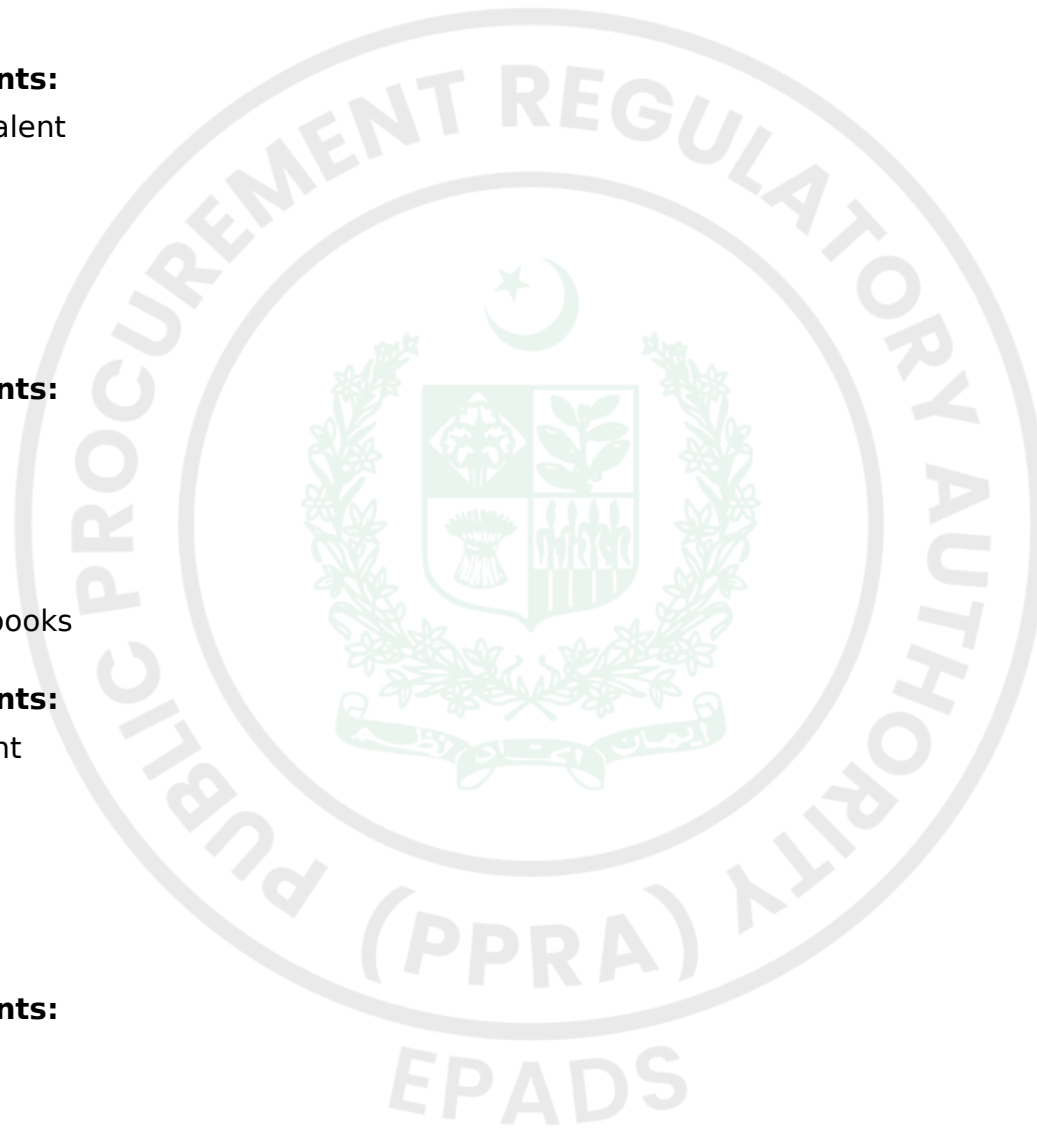 nts:
alent
nts:
ooks
nts:
nt
nts:
PUBLIC PROCUREMENT REGULATORY AUTHORITY
(PPRA)
EPADS